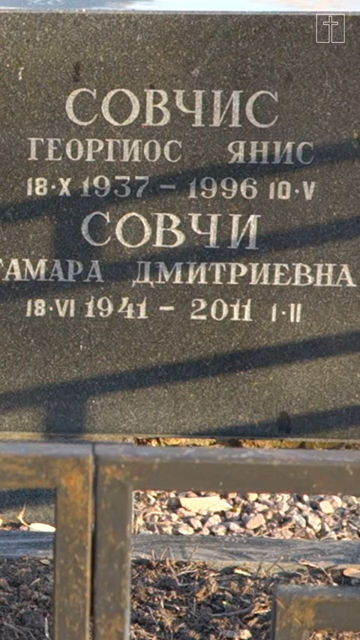 СОВЧИС
ГЕОРГИОС ЯНИС
18·X 1937 – 1996 10·V
СОВЧИ
ТАМАРА ДМИТРИЕВНА
18·VI 1941 – 2011 1·II